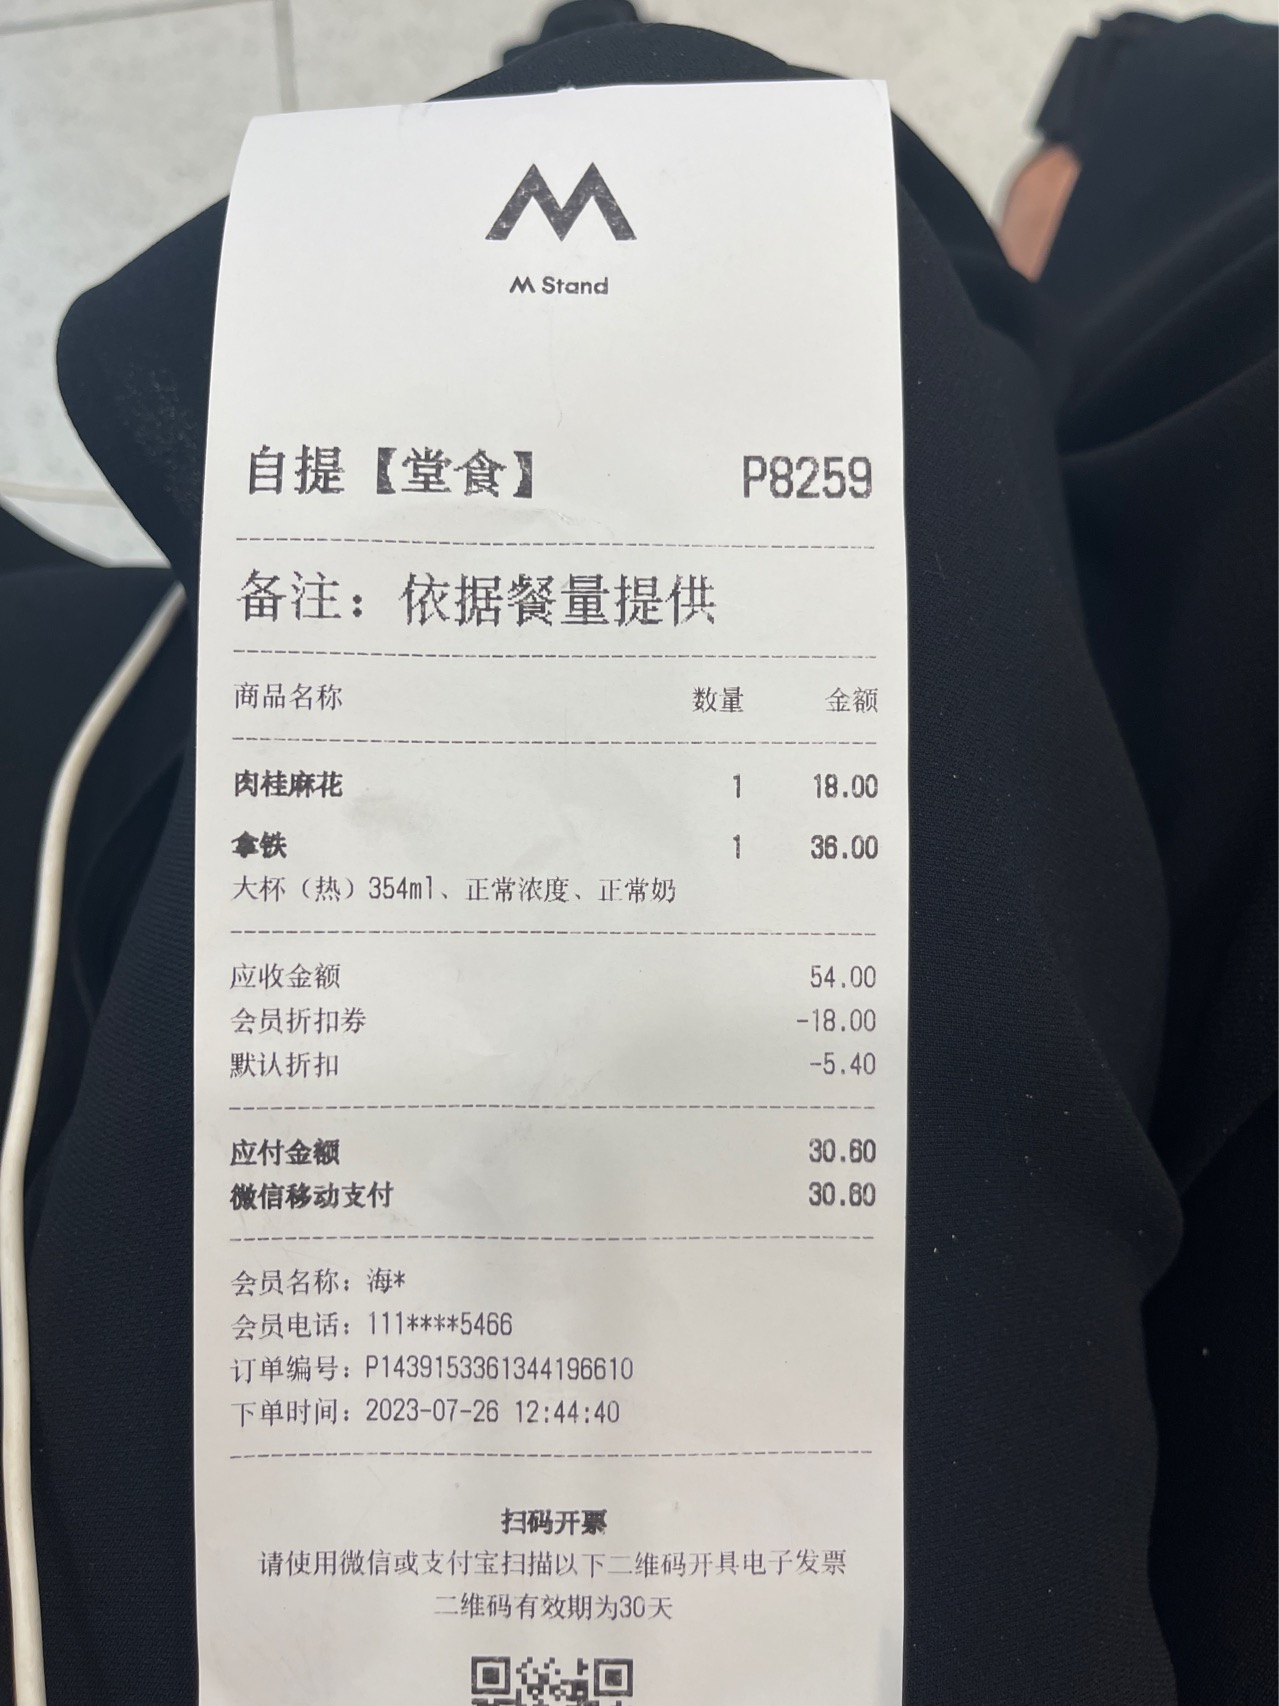 M Stand
自提【堂食】 P8259
备注：依据餐量提供
商品名称 数量 金额
肉桂麻花 1 18.00
拿铁 1 36.00
大杯（热）354ml、正常浓度、正常奶
应收金额 54.00
会员折扣券 -18.00
默认折扣 -5.40
应付金额 30.60
微信移动支付 30.60
会员名称：海*
会员电话：111****5466
订单编号：P1439153361344196610
下单时间：2023-07-26 12:44:40
扫码开票
请使用微信或支付宝扫描以下二维码开具电子发票
二维码有效期为30天